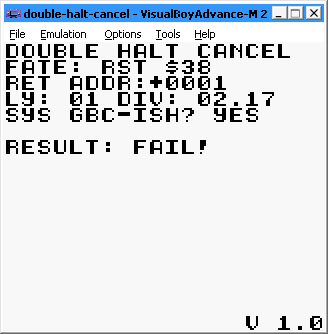 double-halt-cancel - VisualBoyAdvance-M 2
File Emulation Options Tools Help
DOUBLE HALT CANCEL
FATE: RST $38
RET ADDR:+0001
LY: 01 DIV: 02.17
SYS GBC-ISH? YES
RESULT: FAIL!
V 1.0